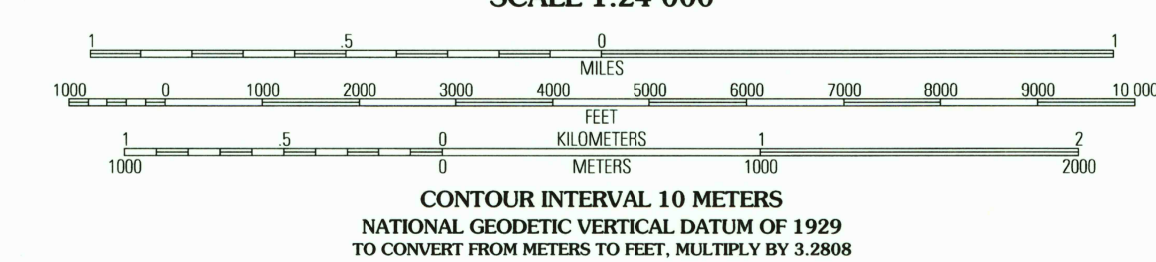 SCALE 1:24 000
1 .5 0 1
MILES
1000 0 1000 2000 3000 4000 5000 6000 7000 8000 9000 10 000
FEET
1 .5 0 KILOMETERS 1 2
1000 0 METERS 1000 2000
CONTOUR INTERVAL 10 METERS
NATIONAL GEODETIC VERTICAL DATUM OF 1929
TO CONVERT FROM METERS TO FEET, MULTIPLY BY 3.2808